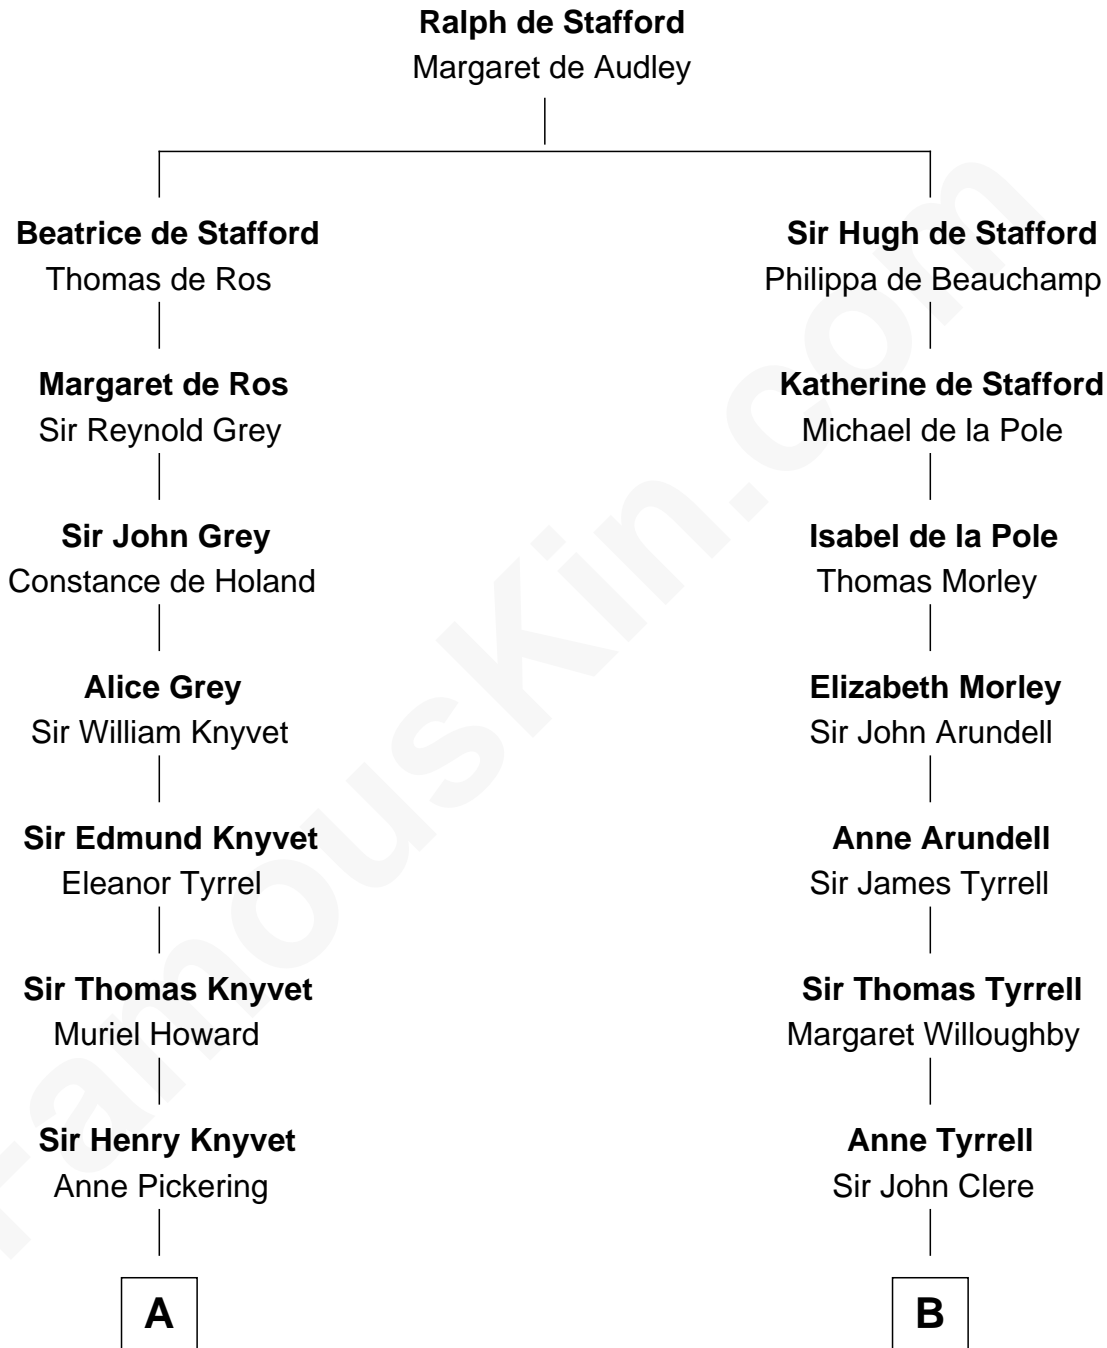 Ralph de Stafford
Margaret de Audley
Beatrice de Stafford
Thomas de Ros
Margaret de Ros
Sir Reynold Grey
Sir John Grey
Constance de Holand
Alice Grey
Sir William Knyvet
Sir Edmund Knyvet
Eleanor Tyrrel
Sir Thomas Knyvet
Muriel Howard
Sir Henry Knyvet
Anne Pickering
A
Sir Hugh de Stafford
Philippa de Beauchamp
Katherine de Stafford
Michael de la Pole
Isabel de la Pole
Thomas Morley
Elizabeth Morley
Sir John Arundell
Anne Arundell
Sir James Tyrrell
Sir Thomas Tyrrell
Margaret Willoughby
Anne Tyrrell
Sir John Clere
B
FamousKin.com